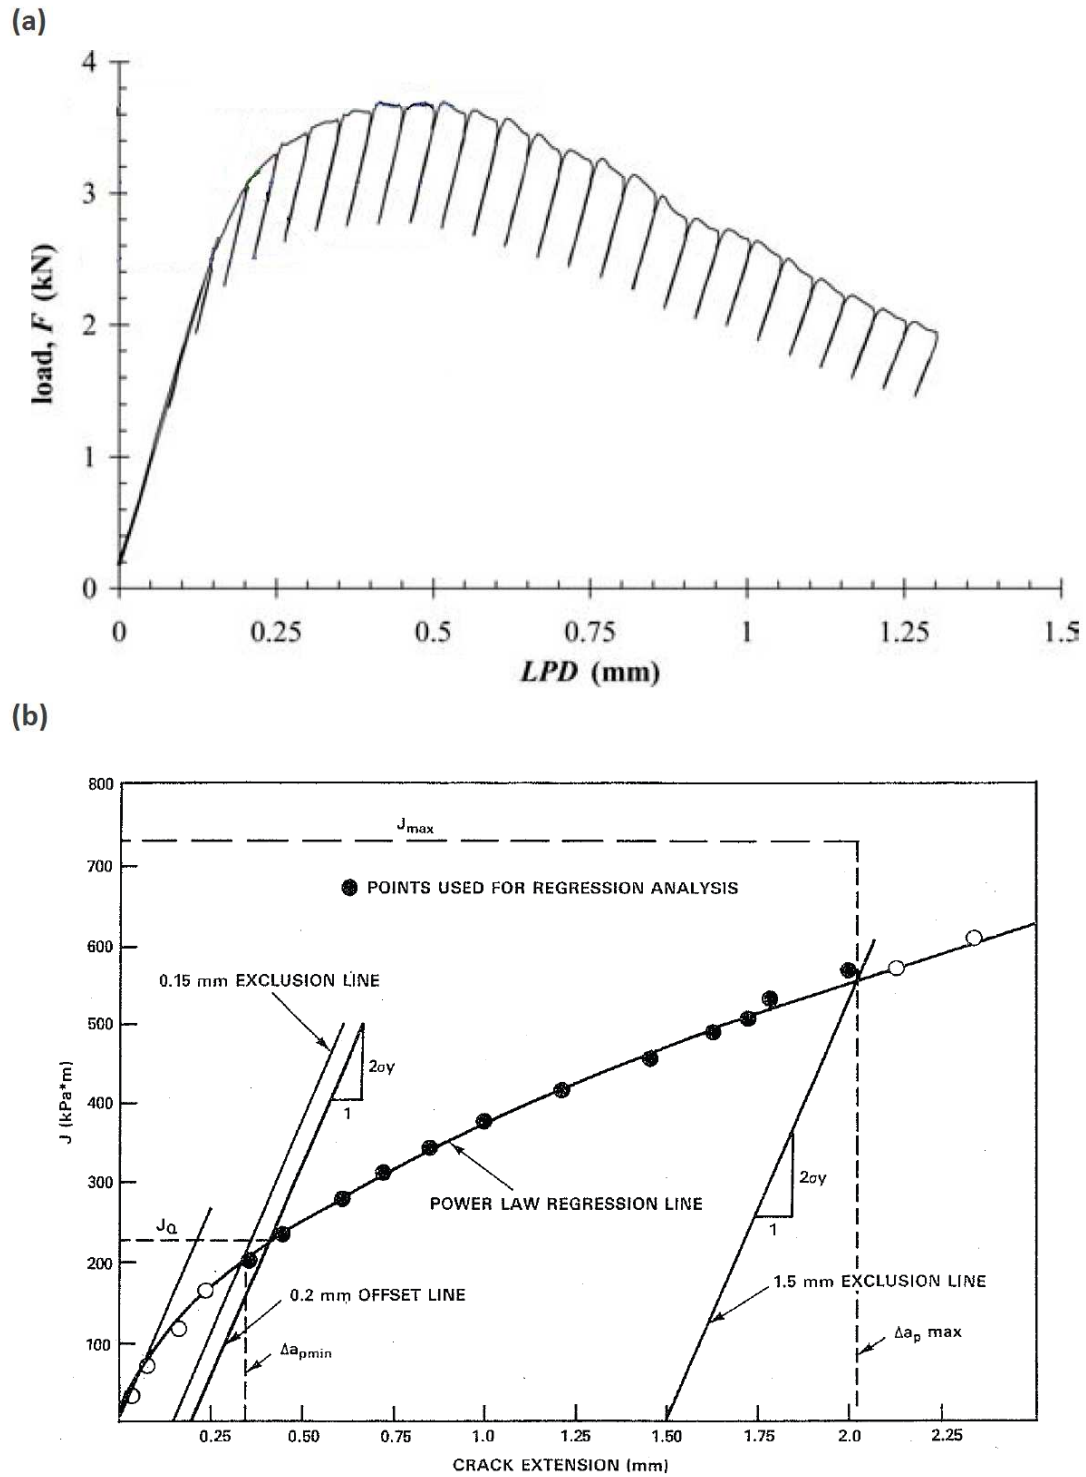 (a)
4
3
2
1
0
load, F (kN)
0 0.25 0.5 0.75 1 1.25 1.5
LPD (mm)
(b)
800
700
600
500
400
300
200
100
J (kPa*m)
Jmax
POINTS USED FOR REGRESSION ANALYSIS
0.15 mm EXCLUSION LINE
2σy
1
POWER LAW REGRESSION LINE
JQ
2σy
1
0.2 mm OFFSET LINE
1.5 mm EXCLUSION LINE
Δapmin
Δap max
0.25 0.50 0.75 1.0 1.25 1.50 1.75 2.0 2.25
CRACK EXTENSION (mm)